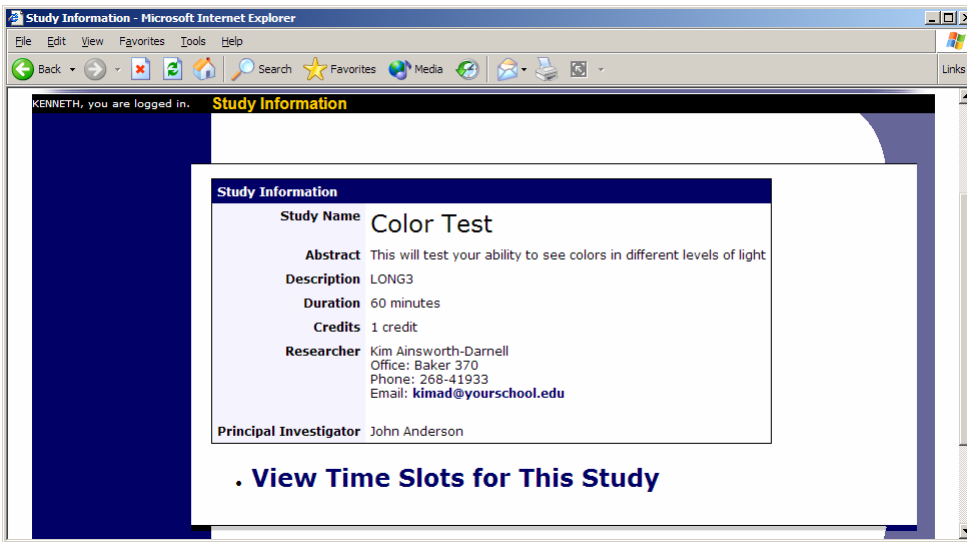 Study Information - Microsoft Internet Explorer
File Edit View Favorites Tools Help
Back Search Favorites Media Links
KENNETH, you are logged in. Study Information
Study Information
Study Name Color Test
Abstract This will test your ability to see colors in different levels of light
Description LONG3
Duration 60 minutes
Credits 1 credit
Researcher Kim Ainsworth-Darnell
Office: Baker 370
Phone: 268-41933
Email: kimad@yourschool.edu
Principal Investigator John Anderson
• View Time Slots for This Study